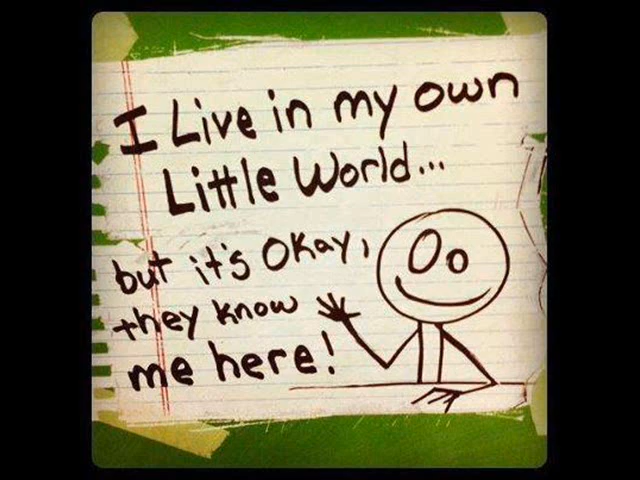 I Live in my own
Little World...
but it's Okay,
they know
me here!